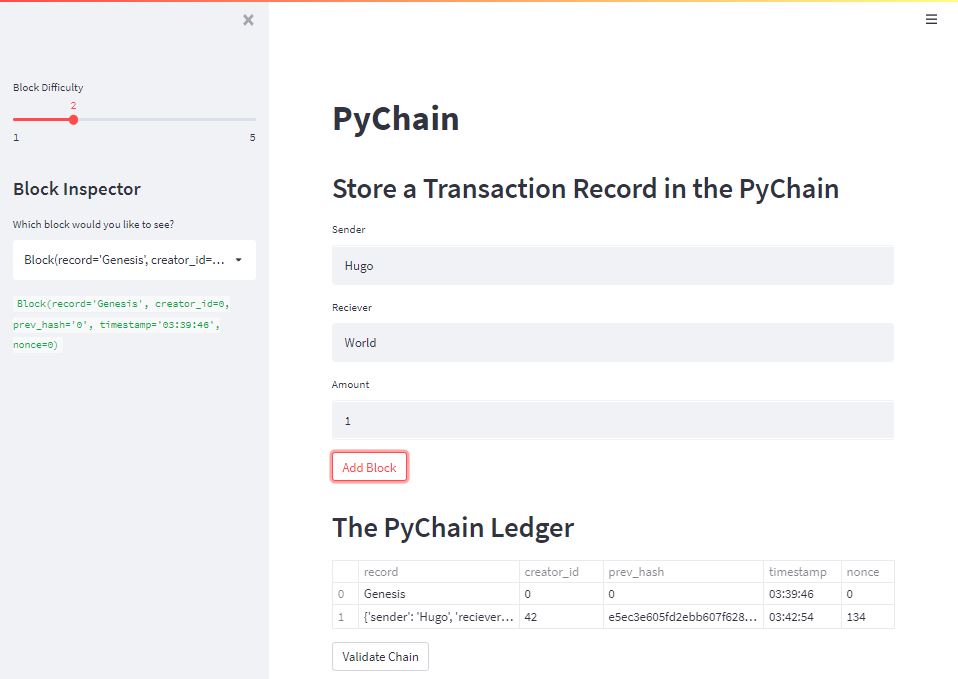 Block Difficulty
2
1 5
Block Inspector
Which block would you like to see?
Block(record='Genesis', creator_id=...
Block(record='Genesis', creator_id=0,
prev_hash='0', timestamp='03:39:46',
nonce=0)
PyChain
Store a Transaction Record in the PyChain
Sender
Hugo
Reciever
World
Amount
1
Add Block
The PyChain Ledger
record creator_id prev_hash timestamp nonce
0 Genesis 0 0 03:39:46 0
1 {'sender': 'Hugo', 'reciever... 42 e5ec3e605fd2ebb607f628... 03:42:54 134
Validate Chain